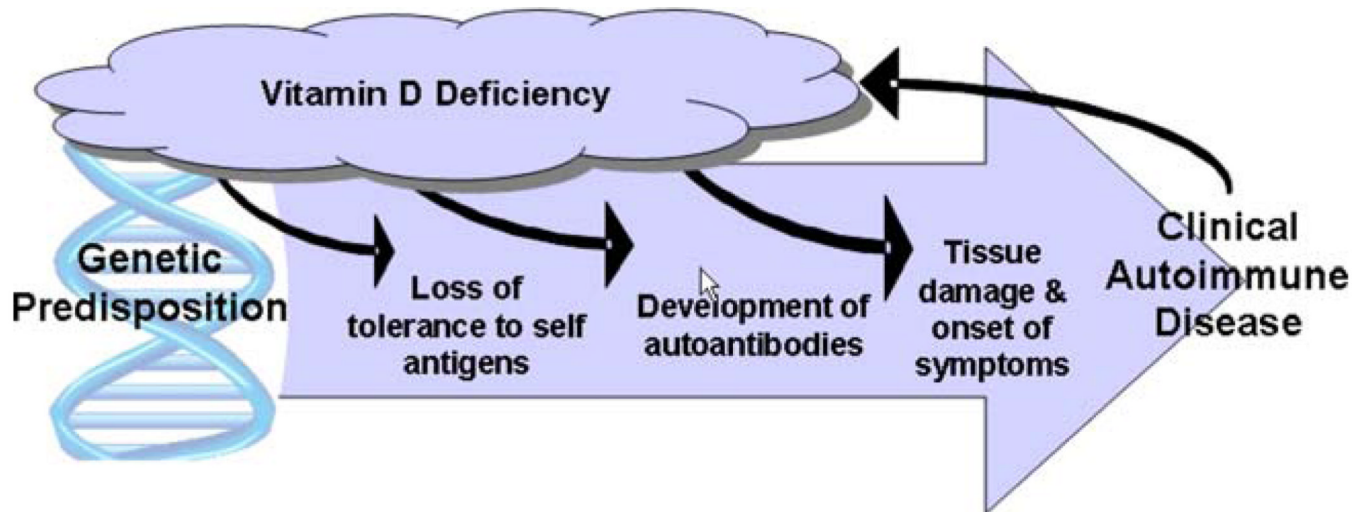 Vitamin D Deficiency
Genetic
Predisposition
Loss of
tolerance to self
antigens
Development of
autoantibodies
Tissue
damage &
onset of
symptoms
Clinical
Autoimmune
Disease